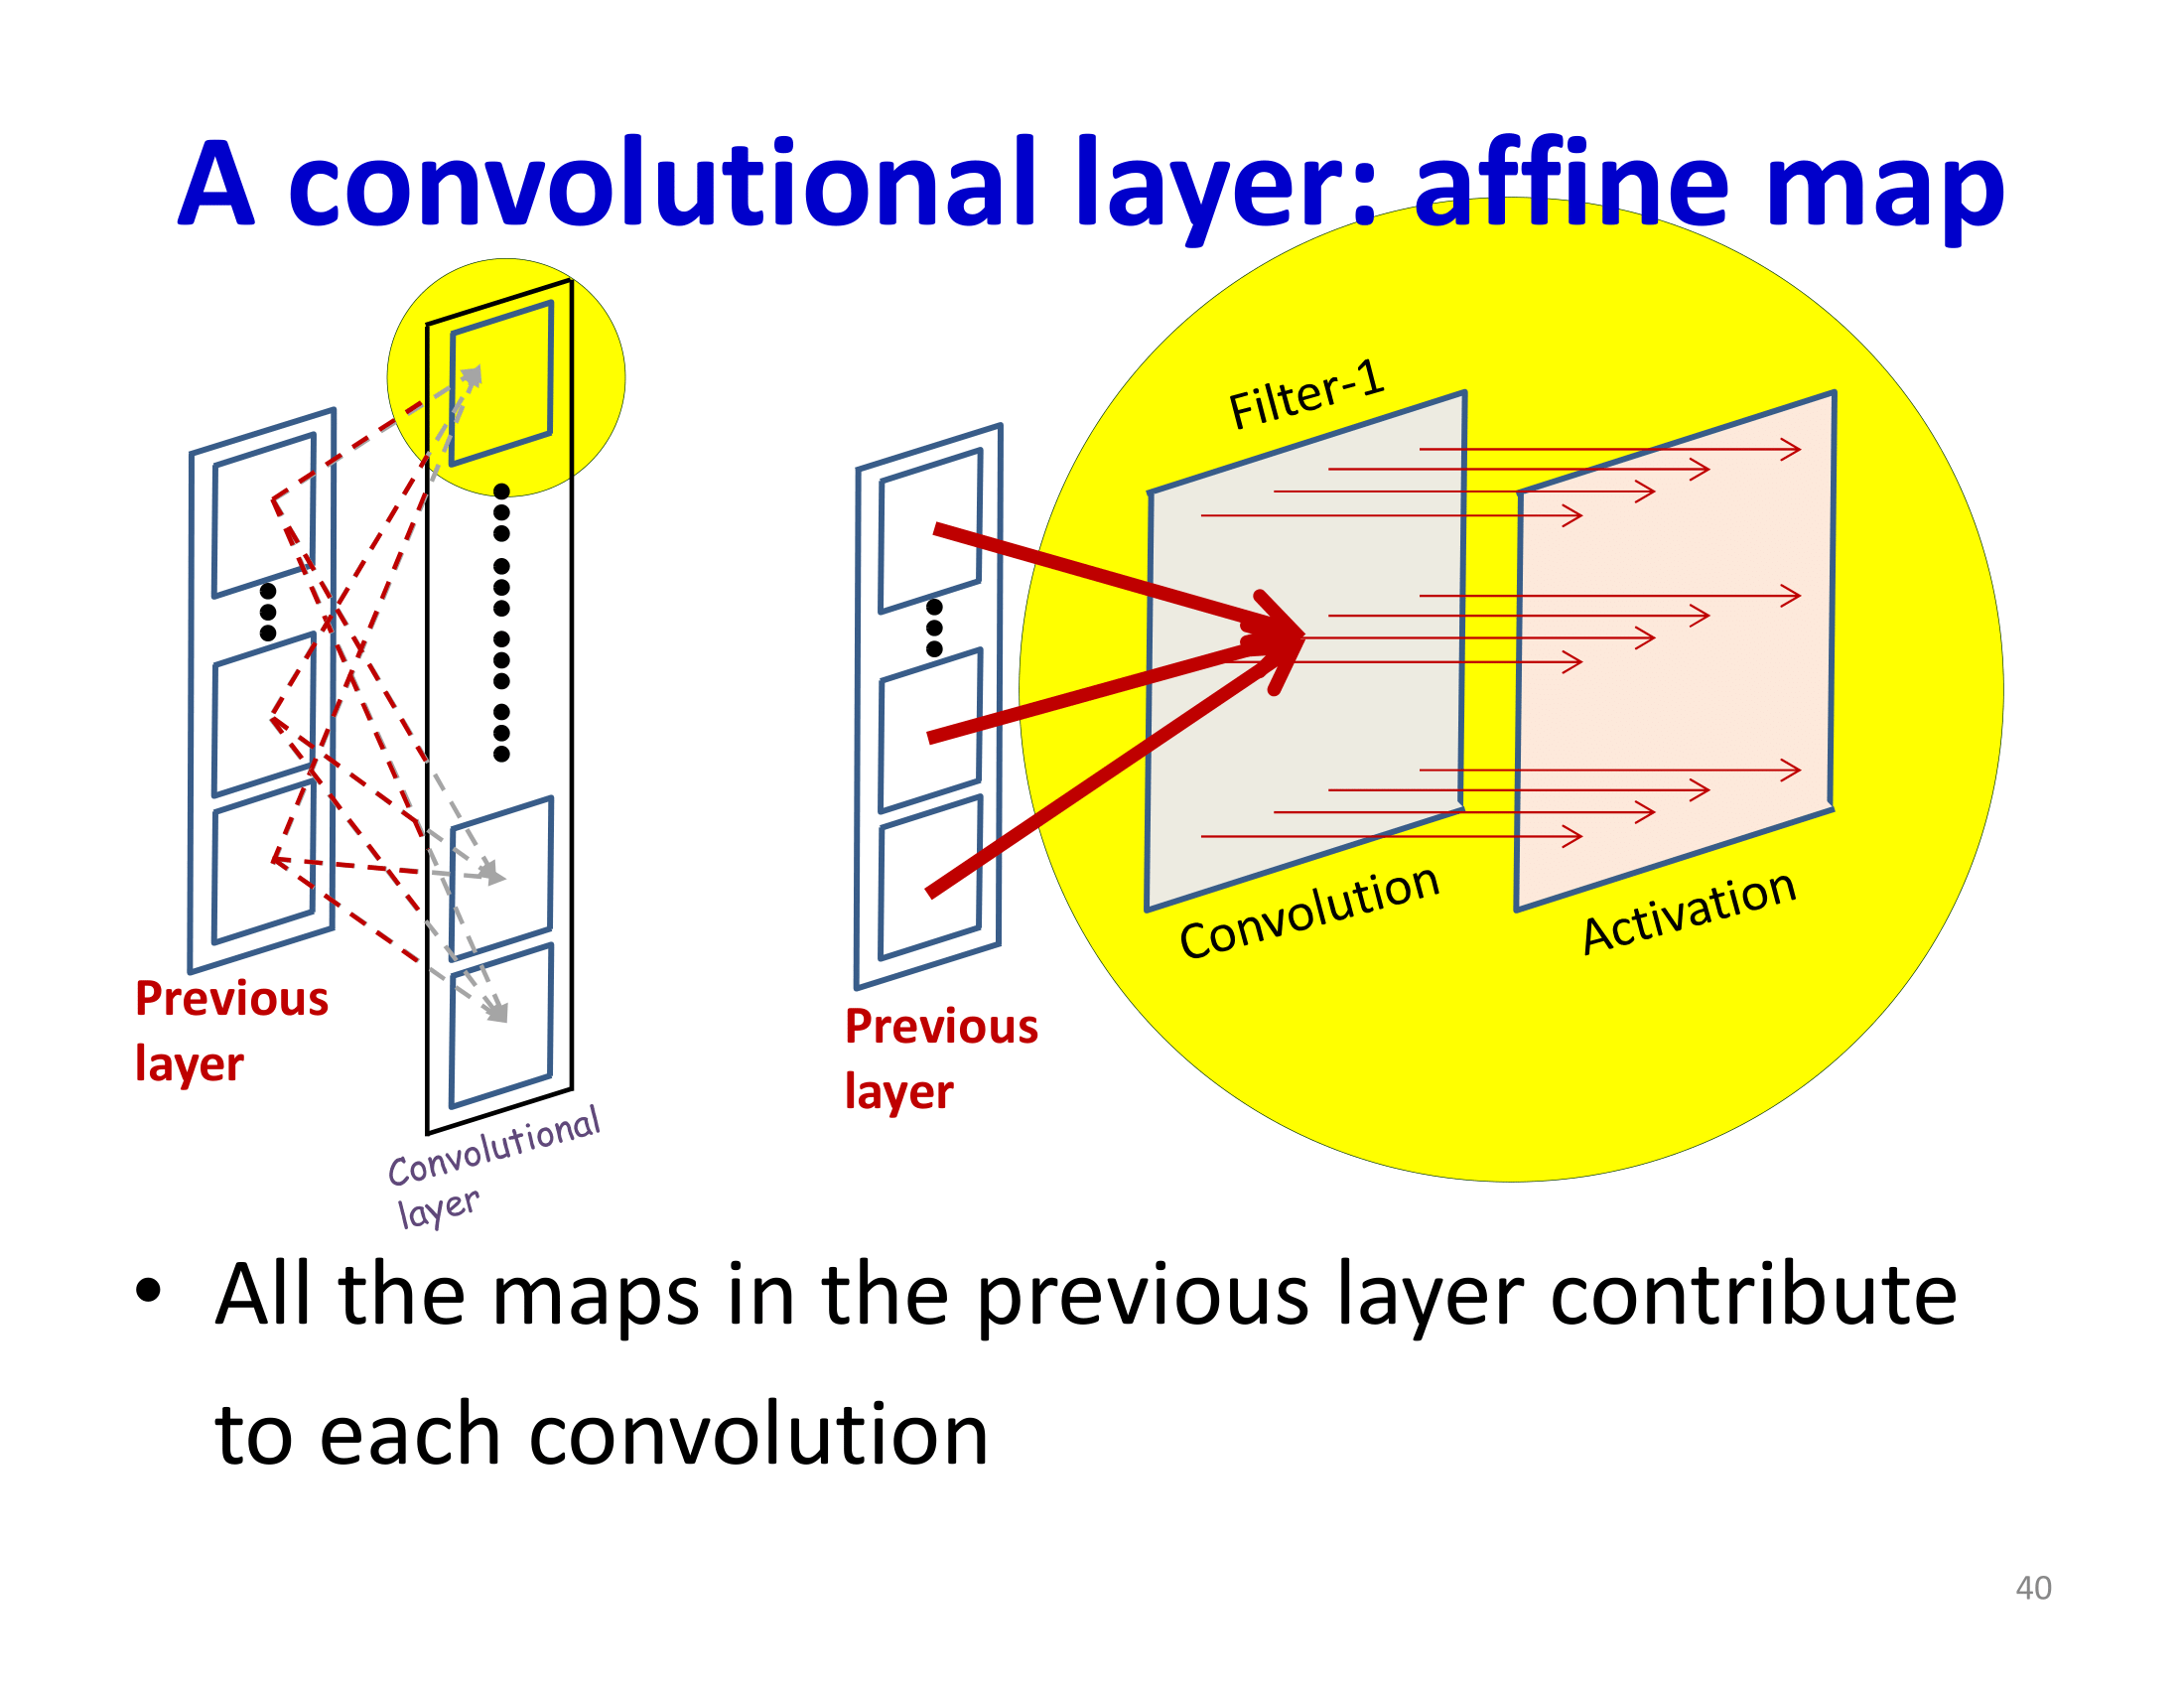 A convolutional layer: affine map
Filter-1
Convolution
Activation
Previous
layer
Previous
layer
Convolutional
layer
• All the maps in the previous layer contribute
to each convolution
40